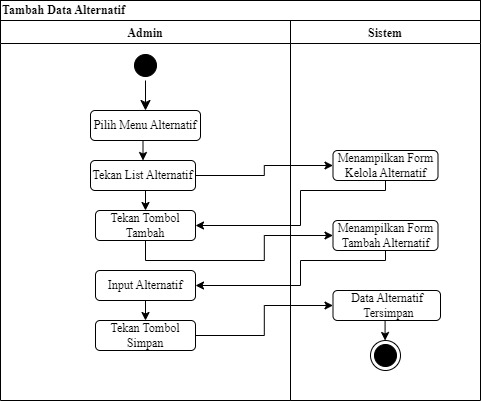 Tambah Data Alternatif
Admin
Sistem
Pilih Menu Alternatif
Tekan List Alternatif
Menampilkan Form
Kelola Alternatif
Tekan Tombol
Tambah
Menampilkan Form
Tambah Alternatif
Input Alternatif
Tekan Tombol
Simpan
Data Alternatif
Tersimpan